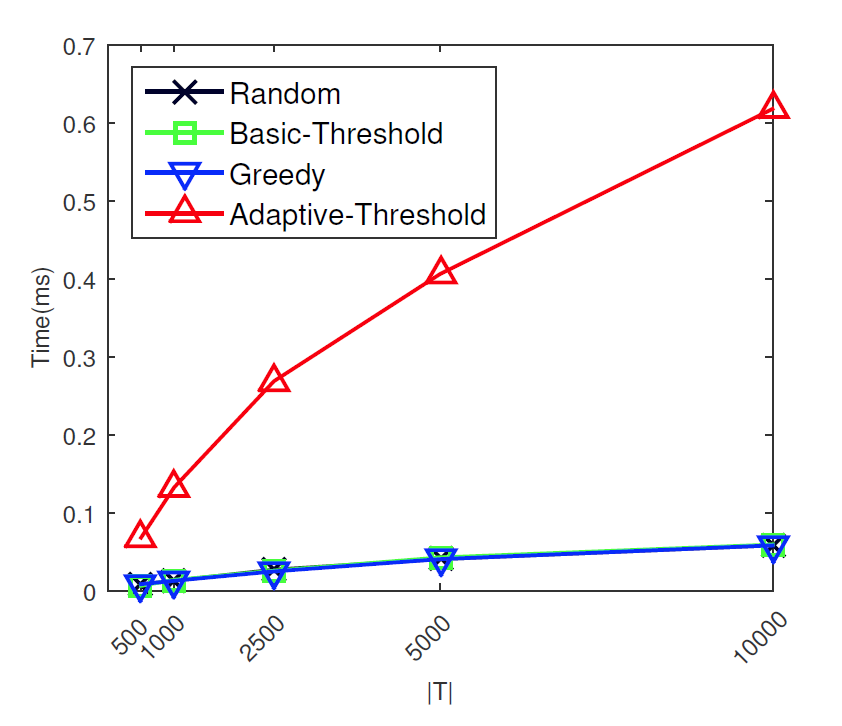 0.7
0.6
0.5
0.4
0.3
0.2
0.1
0
Time(ms)
Random
Basic-Threshold
Greedy
Adaptive-Threshold
500
1000
2500
5000
10000
|T|